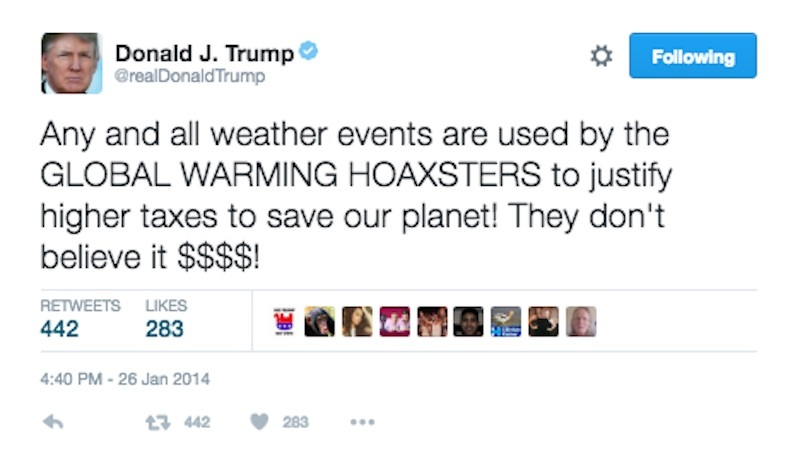 Donald J. Trump
@realDonaldTrump
Following
Any and all weather events are used by the
GLOBAL WARMING HOAXSTERS to justify
higher taxes to save our planet! They don't
believe it $$$$!
RETWEETS LIKES
442 283
4:40 PM - 26 Jan 2014
442 283